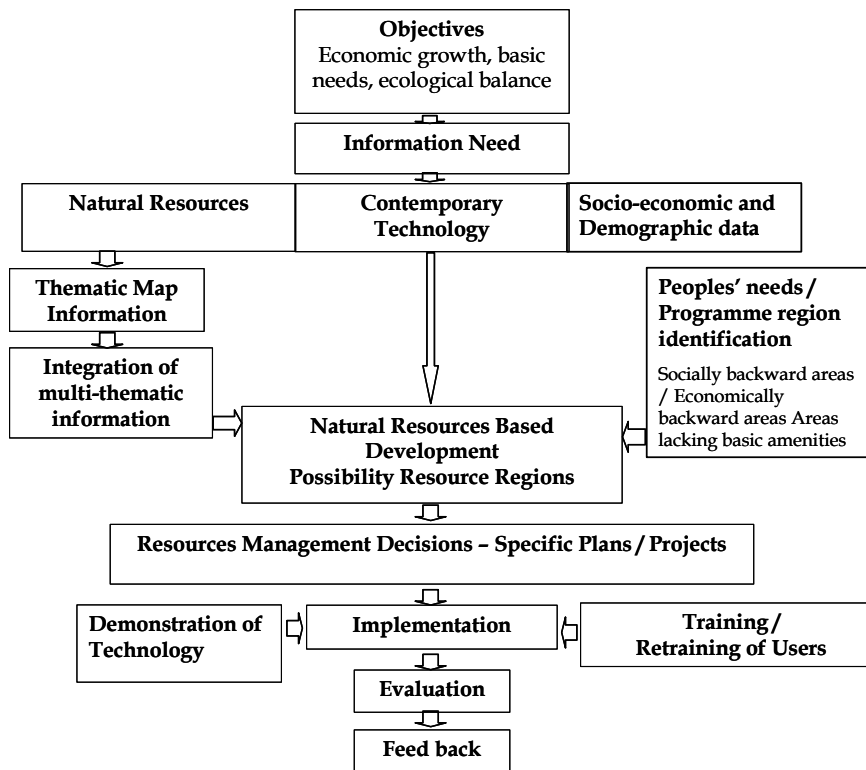 Objectives
Economic growth, basic
needs, ecological balance
Information Need
Natural Resources
Contemporary
Technology
Socio-economic and
Demographic data
Thematic Map
Information
Peoples' needs /
Programme region
identification
Socially backward areas
/ Economically
backward areas Areas
lacking basic amenities
Integration of
multi-thematic
information
Natural Resources Based
Development
Possibility Resource Regions
Resources Management Decisions – Specific Plans / Projects
Demonstration of
Technology
Implementation
Training /
Retraining of Users
Evaluation
Feed back